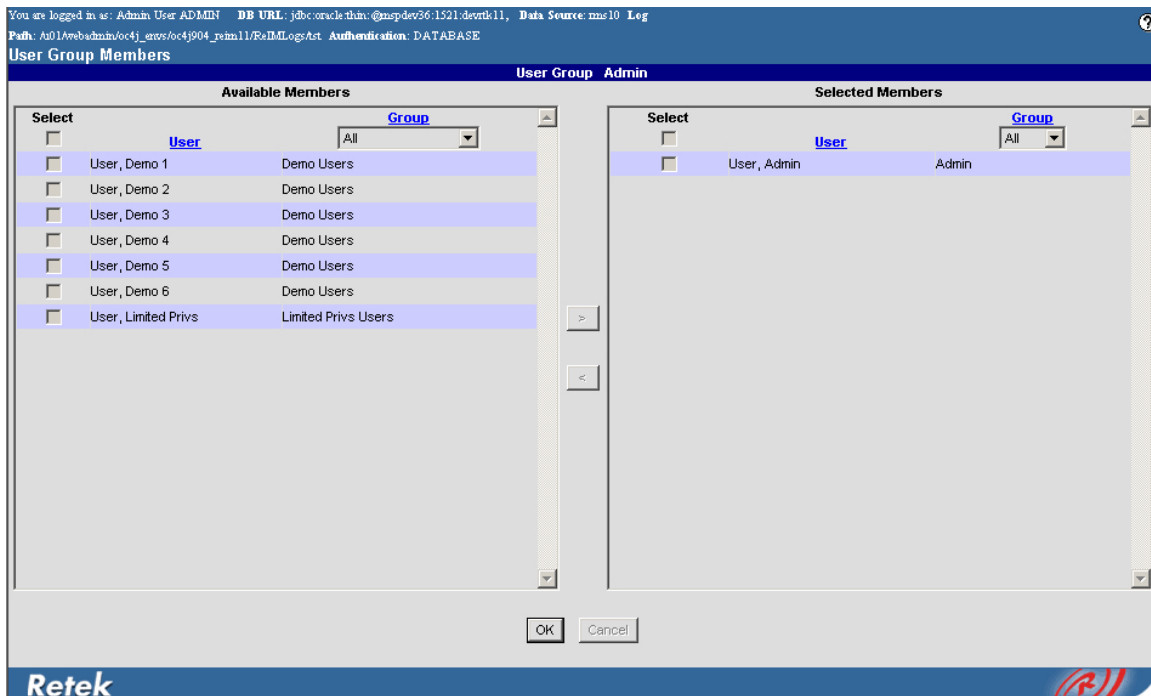 You are logged in as: Admin User ADMIN DB URL: jdbc:oracle:thin:@mspdev36:1521:devrtk11, Data Source: rms10 Log
Path: /u01/webadmin/oc4j_envs/oc4j904_reim11/ReIMLogs/tst Authentication: DATABASE
?
User Group Members
User Group Admin
Available Members
Selected Members
Select
Group
User
All
User, Demo 1 Demo Users
User, Demo 2 Demo Users
User, Demo 3 Demo Users
User, Demo 4 Demo Users
User, Demo 5 Demo Users
User, Demo 6 Demo Users
User, Limited Privs Limited Privs Users
>
<
Select
Group
User
All
User, Admin Admin
OK Cancel
Retek